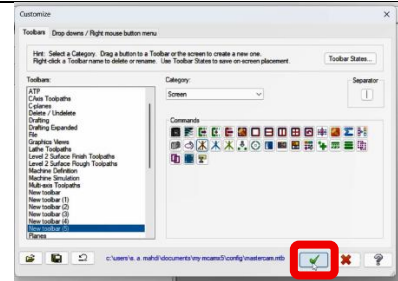 Customize
Toolbars Drop downs / Right mouse button menu
Hint: Select a Category. Drag a button to a Toolbar or the screen to create a new one.
Right-click a Toolbar name to delete or rename. Use Toolbar States to save on-screen placement.
Toolbar States...
Toolbars:
Category:
Separator
ATP
CAxis Toolpaths
C-planes
Delete / Undelete
Drafting
Drafting Expanded
File
Graphics Views
Lathe Toolpaths
Level 2 Surface Finish Toolpaths
Level 2 Surface Rough Toolpaths
Machine Definition
Machine Simulation
Multi-axis Toolpaths
New toolbar
New toolbar (1)
New toolbar (2)
New toolbar (3)
New toolbar (4)
New toolbar (5)
Planes
Screen
Commands
c:\users\e. a. mahdi\documents\my mcamx5\config\mastercam.mtb